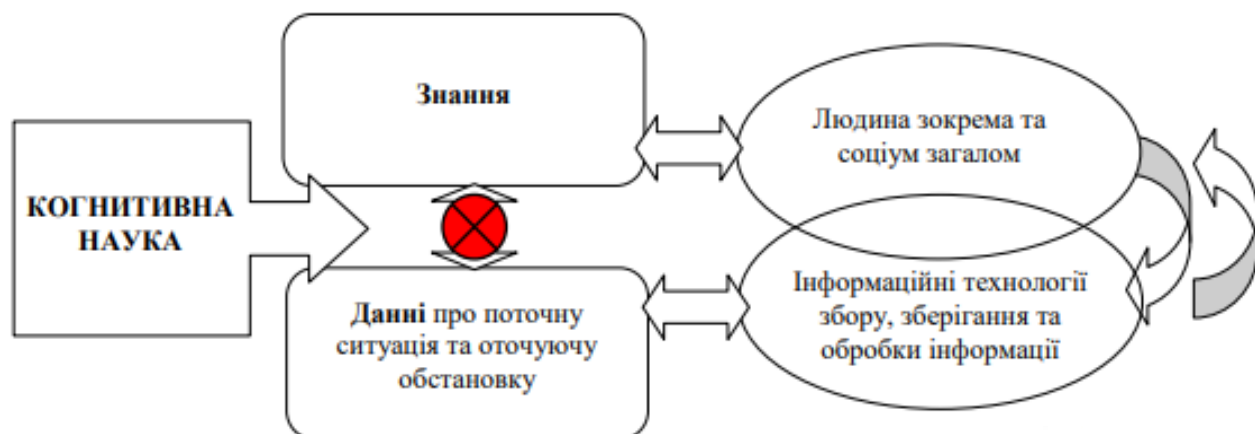 КОГНИТИВНА
НАУКА
Знання
Данні про поточну
ситуація та оточуючу
обстановку
Людина зокрема та
соціум загалом
Інформаційні технології
збору, зберігання та
обробки інформації